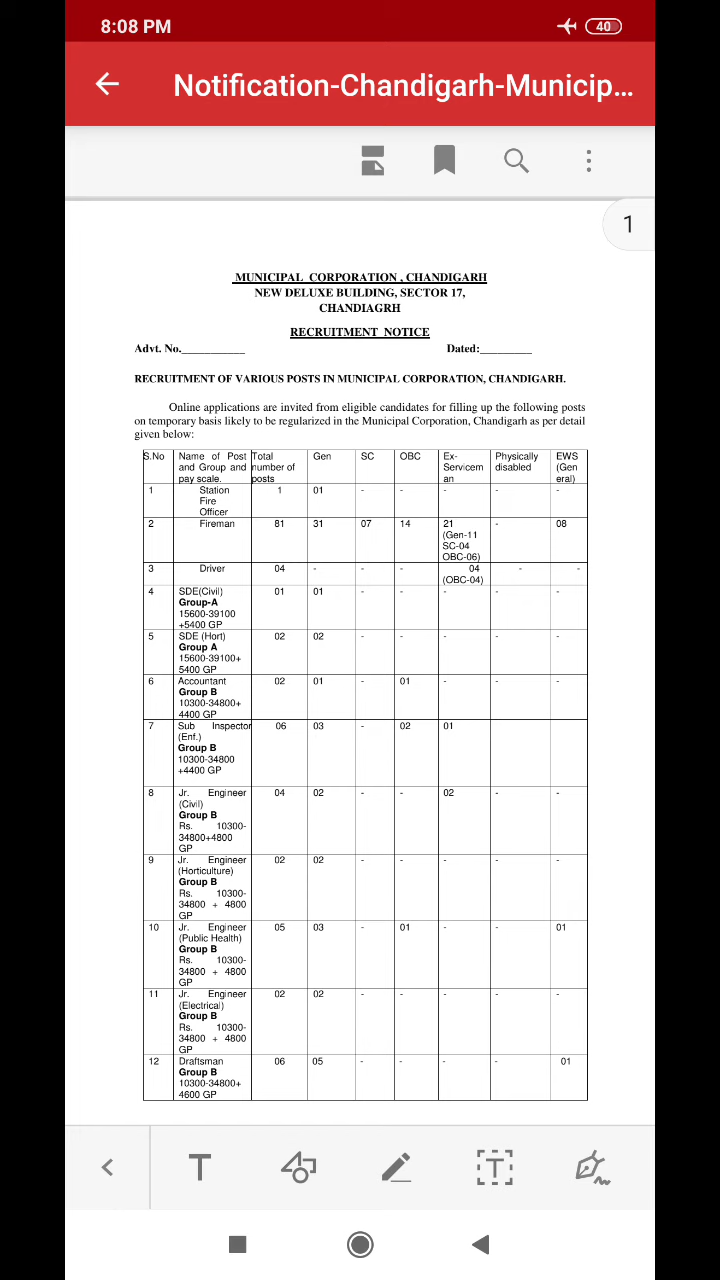 8:08 PM
40
Notification-Chandigarh-Municip...
1
MUNICIPAL CORPORATION , CHANDIGARH
NEW DELUXE BUILDING, SECTOR 17,
CHANDIAGRH
RECRUITMENT NOTICE
Advt. No.___________ Dated:_________
RECRUITMENT OF VARIOUS POSTS IN MUNICIPAL CORPORATION, CHANDIGARH.
Online applications are invited from eligible candidates for filling up the following posts
on temporary basis likely to be regularized in the Municipal Corporation, Chandigarh as per detail
given below:
S.No Name of Post Total Gen SC OBC Ex- Physically EWS
and Group and number of Servicem disabled (Gen
pay scale. posts an eral)
1 Station 1 01 - - - - -
Fire
Officer
2 Fireman 81 31 07 14 21 - 08
(Gen-11
SC-04
OBC-06)
3 Driver 04 - - - 04 - -
(OBC-04)
4 SDE(Civil) 01 01 - - - - -
Group-A
15600-39100
+5400 GP
5 SDE (Hort) 02 02 - - - - -
Group A
15600-39100+
5400 GP
6 Accountant 02 01 - 01 - - -
Group B
10300-34800+
4400 GP
7 Sub Inspector 06 03 - 02 01
(Enf.)
Group B
10300-34800
+4400 GP
8 Jr. Engineer 04 02 - - 02 - -
(Civil)
Group B
Rs. 10300-
34800+4800
GP
9 Jr. Engineer 02 02 - - - - -
(Horticulture)
Group B
Rs. 10300-
34800 + 4800
GP
10 Jr. Engineer 05 03 - 01 - - 01
(Public Health)
Group B
Rs. 10300-
34800 + 4800
GP
11 Jr. Engineer 02 02 - - - - -
(Electrical)
Group B
Rs. 10300-
34800 + 4800
GP
12 Draftsman 06 05 - - - - 01
Group B
10300-34800+
4600 GP
T
T